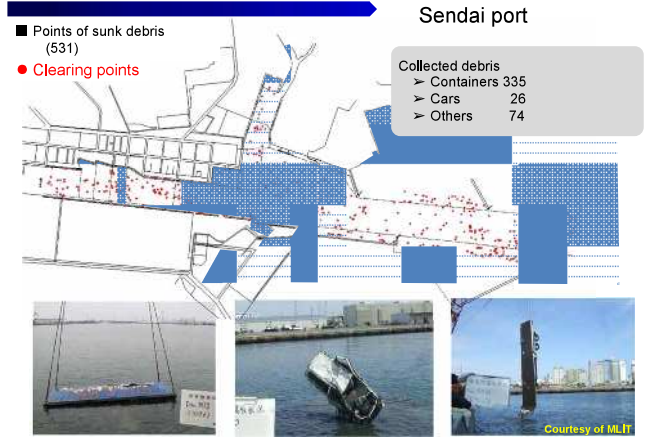 Sendai port
■ Points of sunk debris
(531)
● Clearing points
Collected debris
➢ Containers 335
➢ Cars 26
➢ Others 74
Courtesy of MLIT